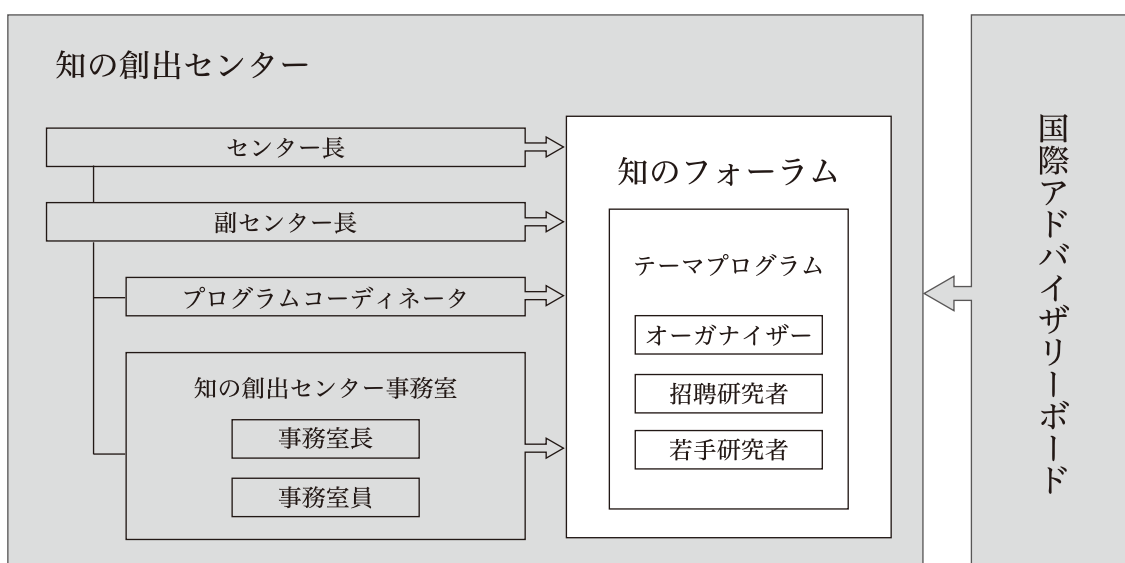 知の創出センター
センター長
副センター長
プログラムコーディネータ
知の創出センター事務室
事務室長
事務室員
知のフォーラム
テーマプログラム
オーガナイザー
招聘研究者
若手研究者
国際アドバイザリーボード